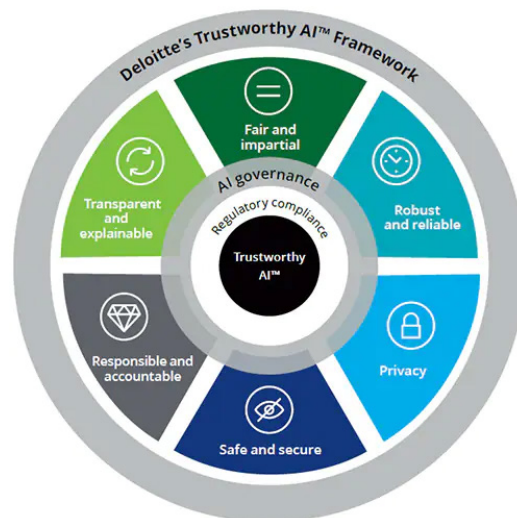 Deloitte's Trustworthy AI™ Framework
Fair and
impartial
Robust
and reliable
Privacy
Safe and secure
Responsible and
accountable
Transparent
and
explainable
AI governance
Regulatory compliance
Trustworthy
AI™